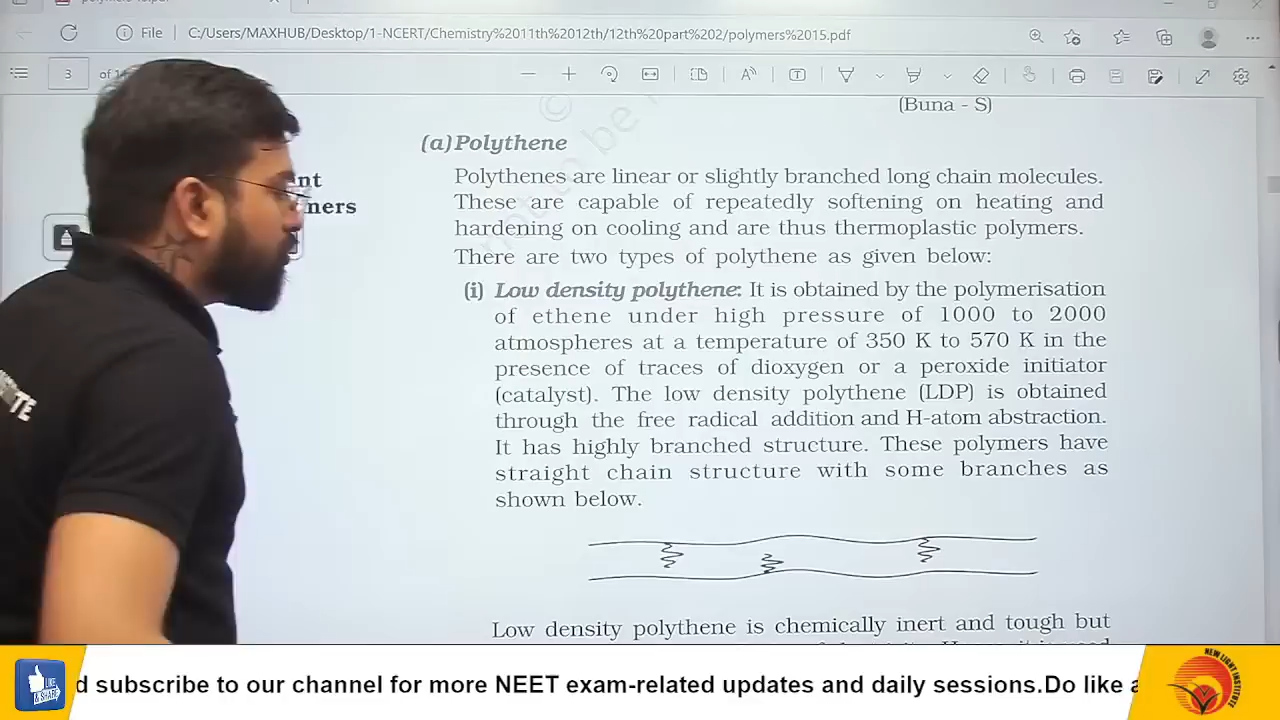 File
C:/Users/MAXHUB/Desktop/1-NCERT/Chemistry%2011th%2012th/12th%20part%202/polymers%2015.pdf
3
of 1
(Buna - S)
(a) Polythene
Polythenes are linear or slightly branched long chain molecules.
These are capable of repeatedly softening on heating and
hardening on cooling and are thus thermoplastic polymers.
There are two types of polythene as given below:
(i) Low density polythene: It is obtained by the polymerisation
of ethene under high pressure of 1000 to 2000
atmospheres at a temperature of 350 K to 570 K in the
presence of traces of dioxygen or a peroxide initiator
(catalyst). The low density polythene (LDP) is obtained
through the free radical addition and H-atom abstraction.
It has highly branched structure. These polymers have
straight chain structure with some branches as
shown below.
Low density polythene is chemically inert and tough but
LIKE
& SHARE
d subscribe to our channel for more NEET exam-related updates and daily sessions.Do like a
NEW LIGHT INSTITUTE